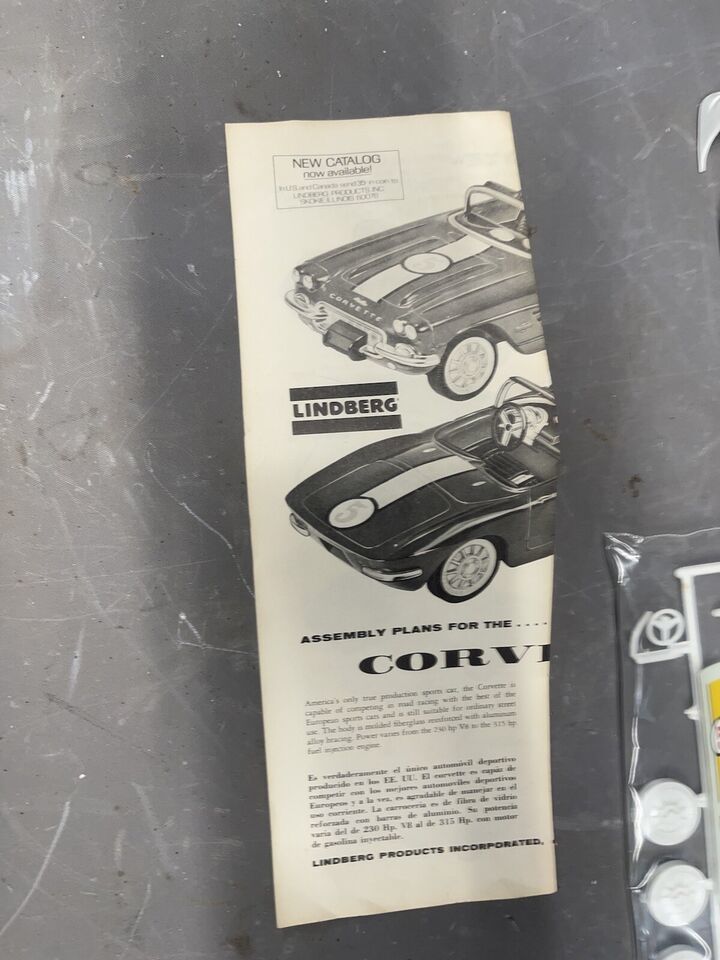 NEW CATALOG
now available!
In U.S. and Canada send 35¢ in coin to
LINDBERG PRODUCTS, INC.
SKOKIE, ILLINOIS 60076
5
CORVETTE
LINDBERG
5
ASSEMBLY PLANS FOR THE ....
CORV
America's only true production sports car, the Corvette is
capable of competing in road racing with the best of the
European sports cars and is still suitable for ordinary street
use. The body is molded fiberglass reinforced with aluminum
alloy bracing. Power varies from the 230 hp V8 to the 315 hp
fuel injection engine.
Es verdaderamente el único automóvil deportivo
producido en los EE. UU. El corvette es capás de
competir con los mejores automoviles deportivos
Europeos y a la vez, es agradable de manejar en el
uso corriente. La carroceria es de fibra de vidrio
reforzada con barras de aluminio. Su potencia
varia del de 230 Hp. V8 al de 315 Hp. con motor
de gasolina inyectable.
LINDBERG PRODUCTS INCORPORATED,